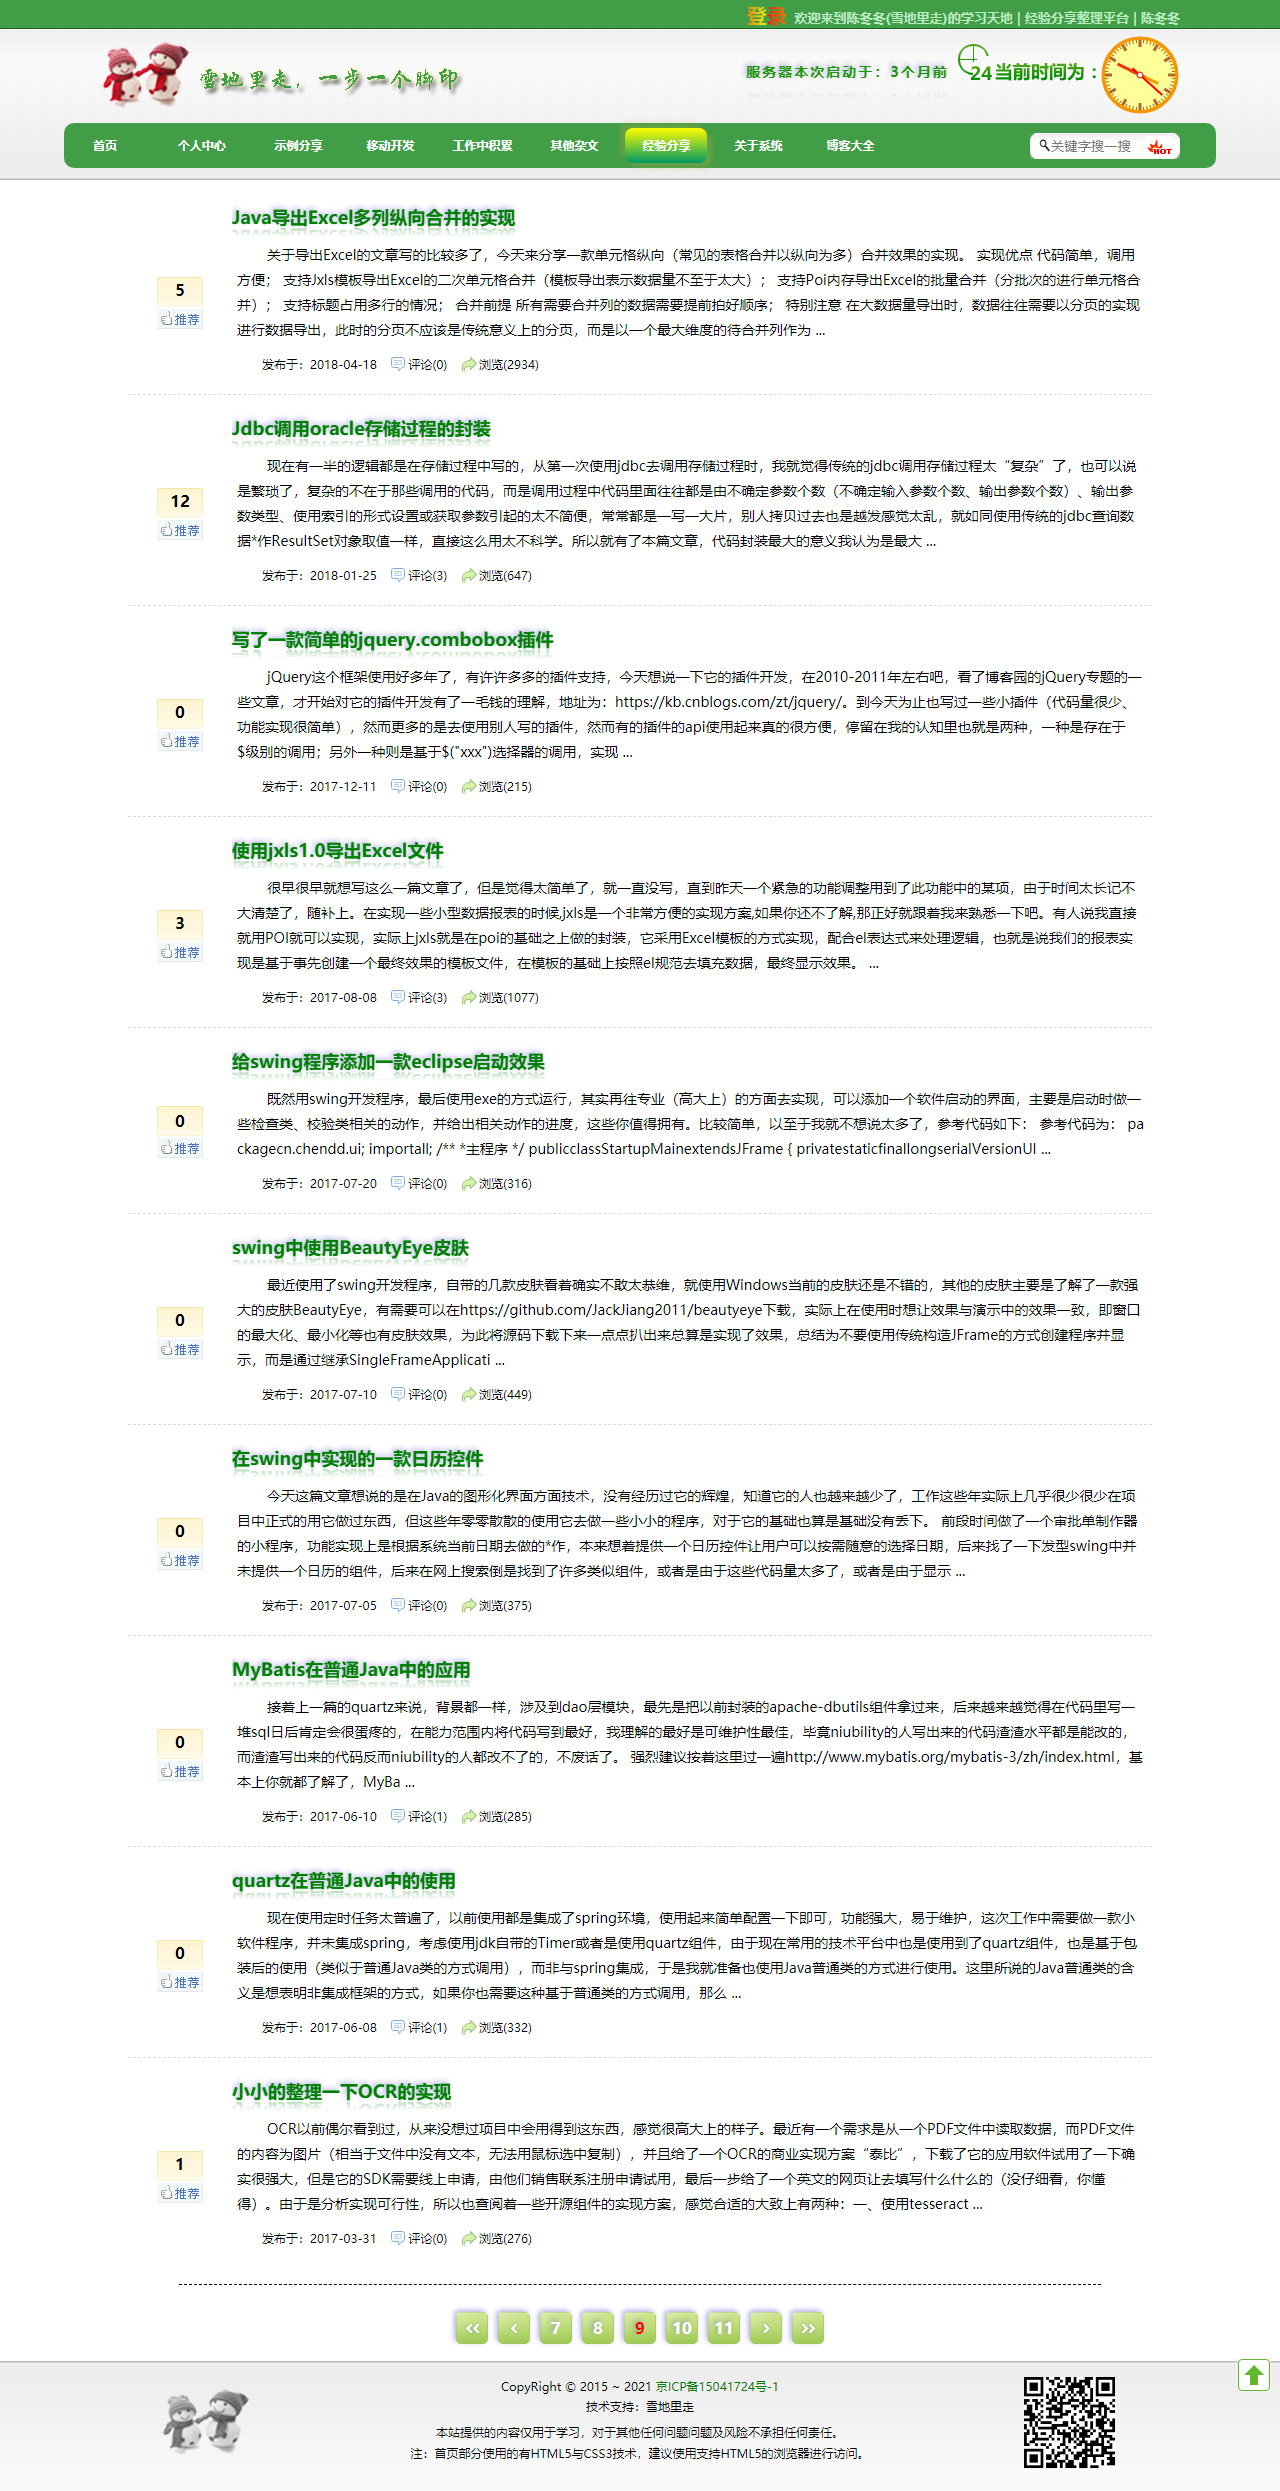 登录 欢迎来到陈冬冬(雪地里走)的学习天地 | 经验分享整理平台 | 陈冬冬
雪地里走，一步一个脚印
服务器本次启动于：3个月前
24 当前时间为：
首页 个人中心 示例分享 移动开发 工作中积累 其他杂文 经验分享 关于系统 博客大全 关键字搜一搜 HOT
Java导出Excel多列纵向合并的实现
关于导出Excel的文章写的比较多了，今天来分享一款单元格纵向（常见的表格合并以纵向为多）合并效果的实现。 实现优点 代码简单，调用
方便； 支持Jxls模板导出Excel的二次单元格合并（模板导出表示数据量不至于太大）； 支持Poi内存导出Excel的批量合并（分批次的进行单元格合
并）； 支持标题占用多行的情况； 合并前提 所有需要合并列的数据需要提前拍好顺序； 特别注意 在大数据量导出时，数据往往需要以分页的实现
进行数据导出，此时的分页不应该是传统意义上的分页，而是以一个最大维度的待合并列作为 ...
5
推荐
发布于：2018-04-18 评论(0) 浏览(2934)
Jdbc调用oracle存储过程的封装
现在有一半的逻辑都是在存储过程中写的，从第一次使用jdbc去调用存储过程时，我就觉得传统的jdbc调用存储过程太“复杂”了，也可以说
是繁琐了，复杂的不在于那些调用的代码，而是调用过程中代码里面往往都是由不确定参数个数（不确定输入参数个数、输出参数个数）、输出参
数类型、使用索引的形式设置或获取参数引起的太不简便，常常都是一写一大片，别人拷贝过去也是越发感觉太乱，就如同使用传统的jdbc查询数
据*作ResultSet对象取值一样，直接这么用太不科学。所以就有了本篇文章，代码封装最大的意义我认为是最大 ...
12
推荐
发布于：2018-01-25 评论(3) 浏览(647)
写了一款简单的jquery.combobox插件
jQuery这个框架使用好多年了，有许许多多的插件支持，今天想说一下它的插件开发，在2010-2011年左右吧，看了博客园的jQuery专题的一
些文章，才开始对它的插件开发有了一毛钱的理解，地址为：https://kb.cnblogs.com/zt/jquery/。到今天为止也写过一些小插件（代码量很少、
功能实现很简单），然而更多的是去使用别人写的插件，然而有的插件的api使用起来真的很方便，停留在我的认知里也就是两种，一种是存在于
$级别的调用；另外一种则是基于$("xxx")选择器的调用，实现 ...
0
推荐
发布于：2017-12-11 评论(0) 浏览(215)
使用jxls1.0导出Excel文件
很早很早就想写这么一篇文章了，但是觉得太简单了，就一直没写，直到昨天一个紧急的功能调整用到了此功能中的某项，由于时间太长记不
大清楚了，随补上。在实现一些小型数据报表的时候,jxls是一个非常方便的实现方案,如果你还不了解,那正好就跟着我来熟悉一下吧。有人说我直接
就用POI就可以实现，实际上jxls就是在poi的基础之上做的封装，它采用Excel模板的方式实现，配合el表达式来处理逻辑，也就是说我们的报表实
现是基于事先创建一个最终效果的模板文件，在模板的基础上按照el规范去填充数据，最终显示效果。 ...
3
推荐
发布于：2017-08-08 评论(3) 浏览(1077)
给swing程序添加一款eclipse启动效果
既然用swing开发程序，最后使用exe的方式运行，其实再往专业（高大上）的方面去实现，可以添加一个软件启动的界面，主要是启动时做一
些检查类、校验类相关的动作，并给出相关动作的进度，这些你值得拥有。比较简单，以至于我就不想说太多了，参考代码如下： 参考代码为： pa
ckagecn.chendd.ui; importall; /** *主程序 */ publicclassStartupMainextendsJFrame { privatestaticfinallongserialVersionUI ...
0
推荐
发布于：2017-07-20 评论(0) 浏览(316)
swing中使用BeautyEye皮肤
最近使用了swing开发程序，自带的几款皮肤看着确实不敢太恭维，就使用Windows当前的皮肤还是不错的，其他的皮肤主要是了解了一款强
大的皮肤BeautyEye，有需要可以在https://github.com/JackJiang2011/beautyeye下载，实际上在使用时想让效果与演示中的效果一致，即窗口
的最大化、最小化等也有皮肤效果，为此将源码下载下来一点点扒出来总算是实现了效果，总结为不要使用传统构造JFrame的方式创建程序并显
示，而是通过继承SingleFrameApplicati ...
0
推荐
发布于：2017-07-10 评论(0) 浏览(449)
在swing中实现的一款日历控件
今天这篇文章想说的是在Java的图形化界面方面技术，没有经历过它的辉煌，知道它的人也越来越少了，工作这些年实际上几乎很少很少在项
目中正式的用它做过东西，但这些年零零散散的使用它去做一些小小的程序，对于它的基础也算是基础没有丢下。 前段时间做了一个审批单制作器
的小程序，功能实现上是根据系统当前日期去做的*作，本来想着提供一个日历控件让用户可以按需随意的选择日期，后来找了一下发型swing中并
未提供一个日历的组件，后来在网上搜索倒是找到了许多类似组件，或者是由于这些代码量太多了，或者是由于显示 ...
0
推荐
发布于：2017-07-05 评论(0) 浏览(375)
MyBatis在普通Java中的应用
接着上一篇的quartz来说，背景都一样，涉及到dao层模块，最先是把以前封装的apache-dbutils组件拿过来，后来越来越觉得在代码里写一
堆sql日后肯定会很蛋疼的，在能力范围内将代码写到最好，我理解的最好是可维护性最佳，毕竟niubility的人写出来的代码渣渣水平都是能改的，
而渣渣写出来的代码反而niubility的人都改不了的，不废话了。 强烈建议按着这里过一遍http://www.mybatis.org/mybatis-3/zh/index.html，基
本上你就都了解了，MyBa ...
0
推荐
发布于：2017-06-10 评论(1) 浏览(285)
quartz在普通Java中的使用
现在使用定时任务太普遍了，以前使用都是集成了spring环境，使用起来简单配置一下即可，功能强大，易于维护，这次工作中需要做一款小
软件程序，并未集成spring，考虑使用jdk自带的Timer或者是使用quartz组件，由于现在常用的技术平台中也是使用到了quartz组件，也是基于包
装后的使用（类似于普通Java类的方式调用），而非与spring集成，于是我就准备也使用Java普通类的方式进行使用。这里所说的Java普通类的含
义是想表明非集成框架的方式，如果你也需要这种基于普通类的方式调用，那么 ...
0
推荐
发布于：2017-06-08 评论(1) 浏览(332)
小小的整理一下OCR的实现
OCR以前偶尔看到过，从来没想过项目中会用得到这东西，感觉很高大上的样子。最近有一个需求是从一个PDF文件中读取数据，而PDF文件
的内容为图片（相当于文件中没有文本，无法用鼠标选中复制），并且给了一个OCR的商业实现方案“泰比”，下载了它的应用软件试用了一下确
实很强大，但是它的SDK需要线上申请，由他们销售联系注册申请试用，最后一步给了一个英文的网页让去填写什么什么的（没仔细看，你懂
得）。由于是分析实现可行性，所以也查阅着一些开源组件的实现方案，感觉合适的大致上有两种：一、使用tesseract ...
1
推荐
发布于：2017-03-31 评论(0) 浏览(276)
‹‹ ‹ 7 8 9 10 11 › ››
CopyRight © 2015 ~ 2021 京ICP备15041724号-1
技术支持：雪地里走
本站提供的内容仅用于学习，对于其他任何问题问题及风险不承担任何责任。
注：首页部分使用的有HTML5与CSS3技术，建议使用支持HTML5的浏览器进行访问。